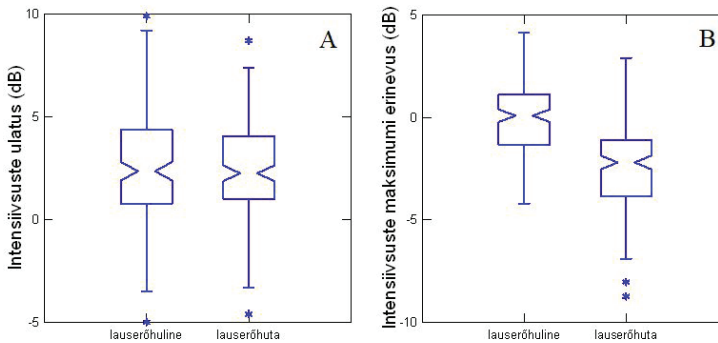 A
Intensiivsuste ulatus (dB)
10
5
0
-5
lauserõhuline lauserõhuta
B
Intensiivsuste maksimumi erinevus (dB)
5
0
-5
-10
lauserõhuline lauserõhuta